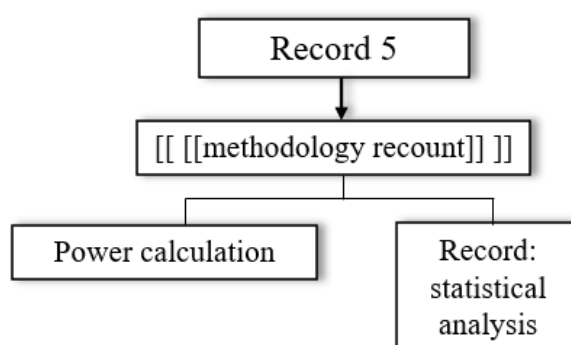 Record 5
[[ [[methodology recount]] ]]
Power calculation
Record:
statistical
analysis